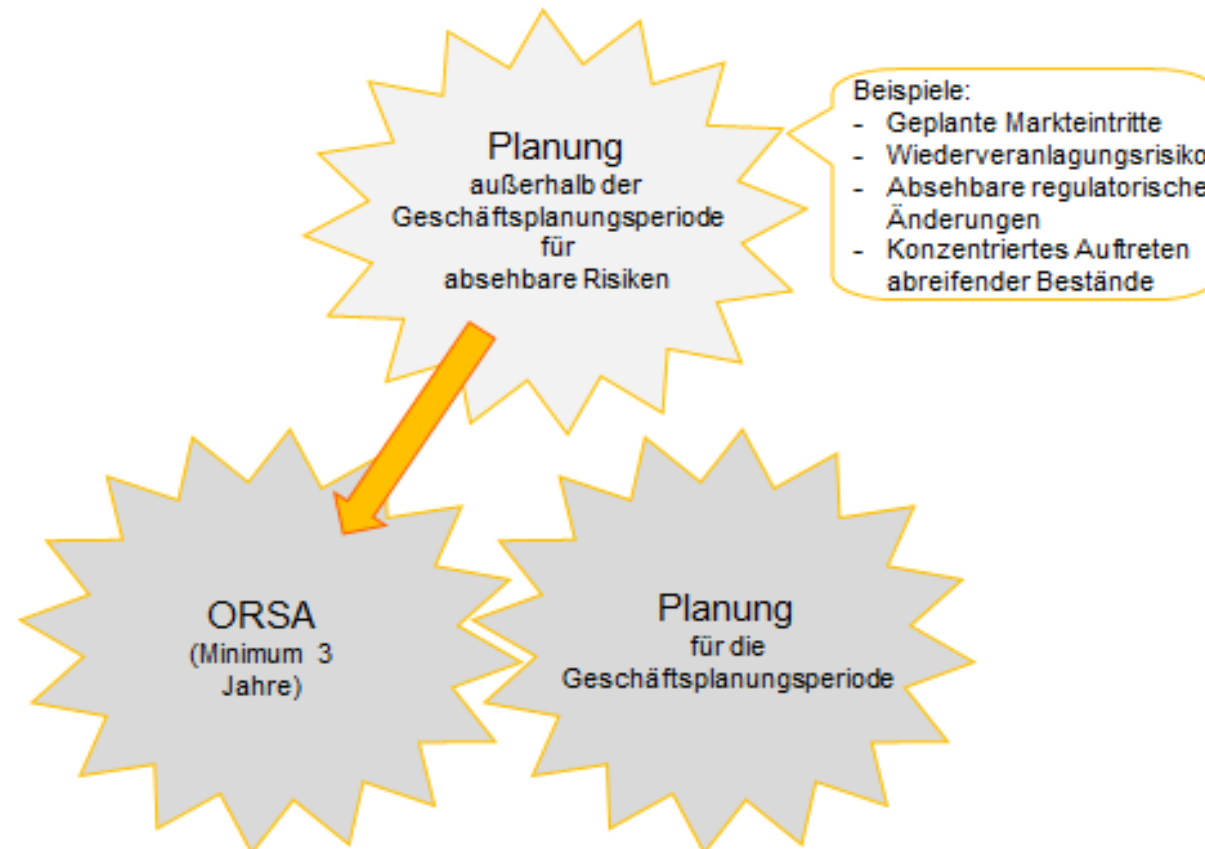 Planung
außerhalb der
Geschäftsplanungsperiode
für
absehbare Risiken
Beispiele:
- Geplante Markteintritte
- Wiederveranlagungsrisiko
- Absehbare regulatorische
Änderungen
- Konzentriertes Auftreten
abreifender Bestände
ORSA
(Minimum 3
Jahre)
Planung
für die
Geschäftsplanungsperiode